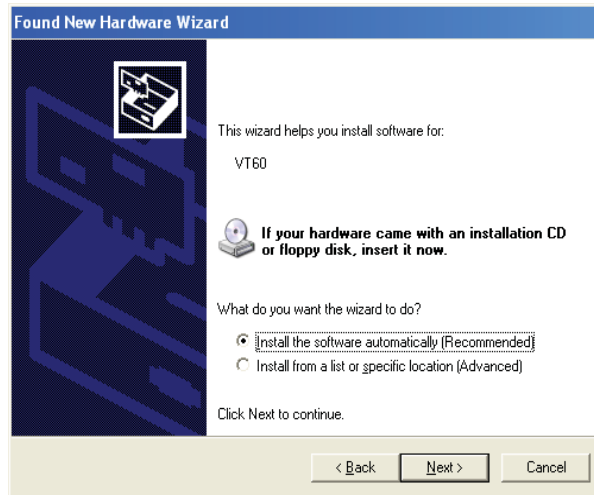 Found New Hardware Wizard
This wizard helps you install software for:
VT60
If your hardware came with an installation CD
or floppy disk, insert it now.
What do you want the wizard to do?
Install the software automatically (Recommended)
Install from a list or specific location (Advanced)
Click Next to continue.
< Back Next > Cancel